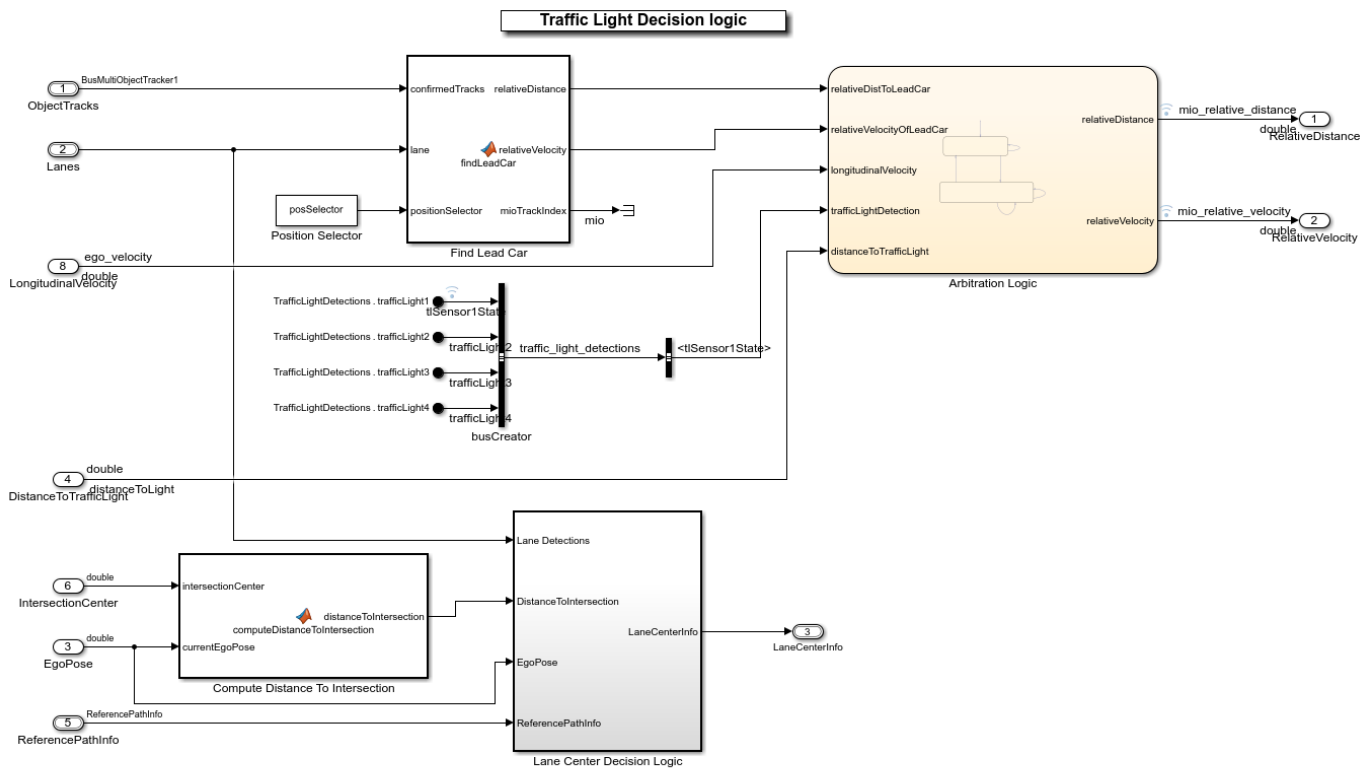 Traffic Light Decision logic
1
BusMultiObjectTracker1
ObjectTracks
2
Lanes
posSelector
Position Selector
confirmedTracks
relativeDistance
lane
findLeadCar
relativeVelocity
positionSelector
mioTrackIndex
Find Lead Car
mio
8
ego_velocity
double
LongitudinalVelocity
relativeDistToLeadCar
relativeVelocityOfLeadCar
longitudinalVelocity
trafficLightDetection
distanceToTrafficLight
relativeDistance
relativeVelocity
Arbitration Logic
mio_relative_distance
double
1
RelativeDistance
mio_relative_velocity
double
2
RelativeVelocity
TrafficLightDetections . trafficLight1
tlSensor1State
TrafficLightDetections . trafficLight2
trafficLight2
TrafficLightDetections . trafficLight3
trafficLight3
TrafficLightDetections . trafficLight4
trafficLight4
busCreator
traffic_light_detections
<tlSensor1State>
4
double
distanceToLight
DistanceToTrafficLight
6
double
IntersectionCenter
3
double
EgoPose
5
ReferencePathInfo
ReferencePathInfo
intersectionCenter
distanceToIntersection
computeDistanceToIntersection
currentEgoPose
Compute Distance To Intersection
Lane Detections
DistanceToIntersection
LaneCenterInfo
EgoPose
ReferencePathInfo
Lane Center Decision Logic
3
LaneCenterInfo